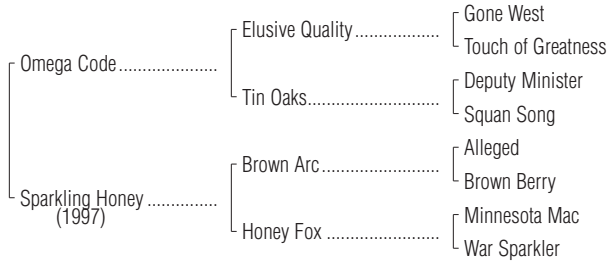 Gone West
Elusive Quality...................
Touch of Greatness
Omega Code.....................
Deputy Minister
Tin Oaks..............................
Squan Song
Alleged
Brown Arc...........................
Brown Berry
Sparkling Honey ...............
(1997)
Minnesota Mac
Honey Fox .........................
War Sparkler